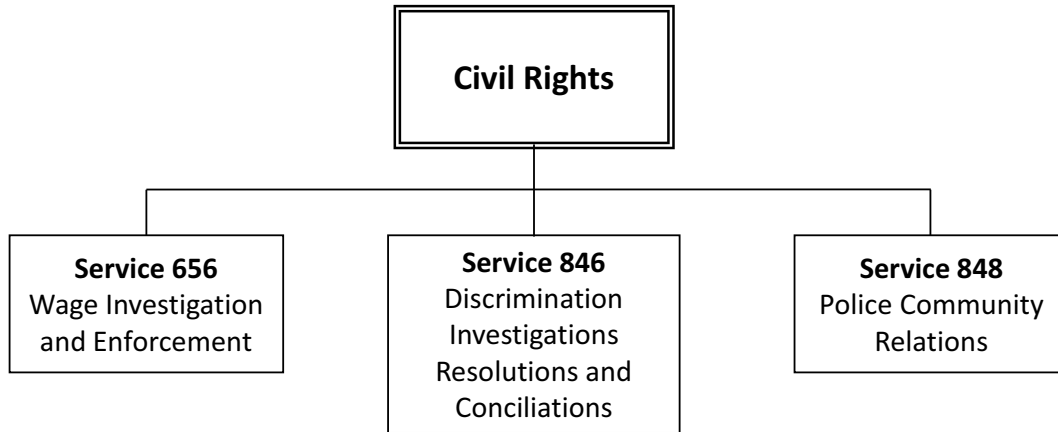 Civil Rights
Service 656
Wage Investigation
and Enforcement
Service 846
Discrimination
Investigations
Resolutions and
Conciliations
Service 848
Police Community
Relations